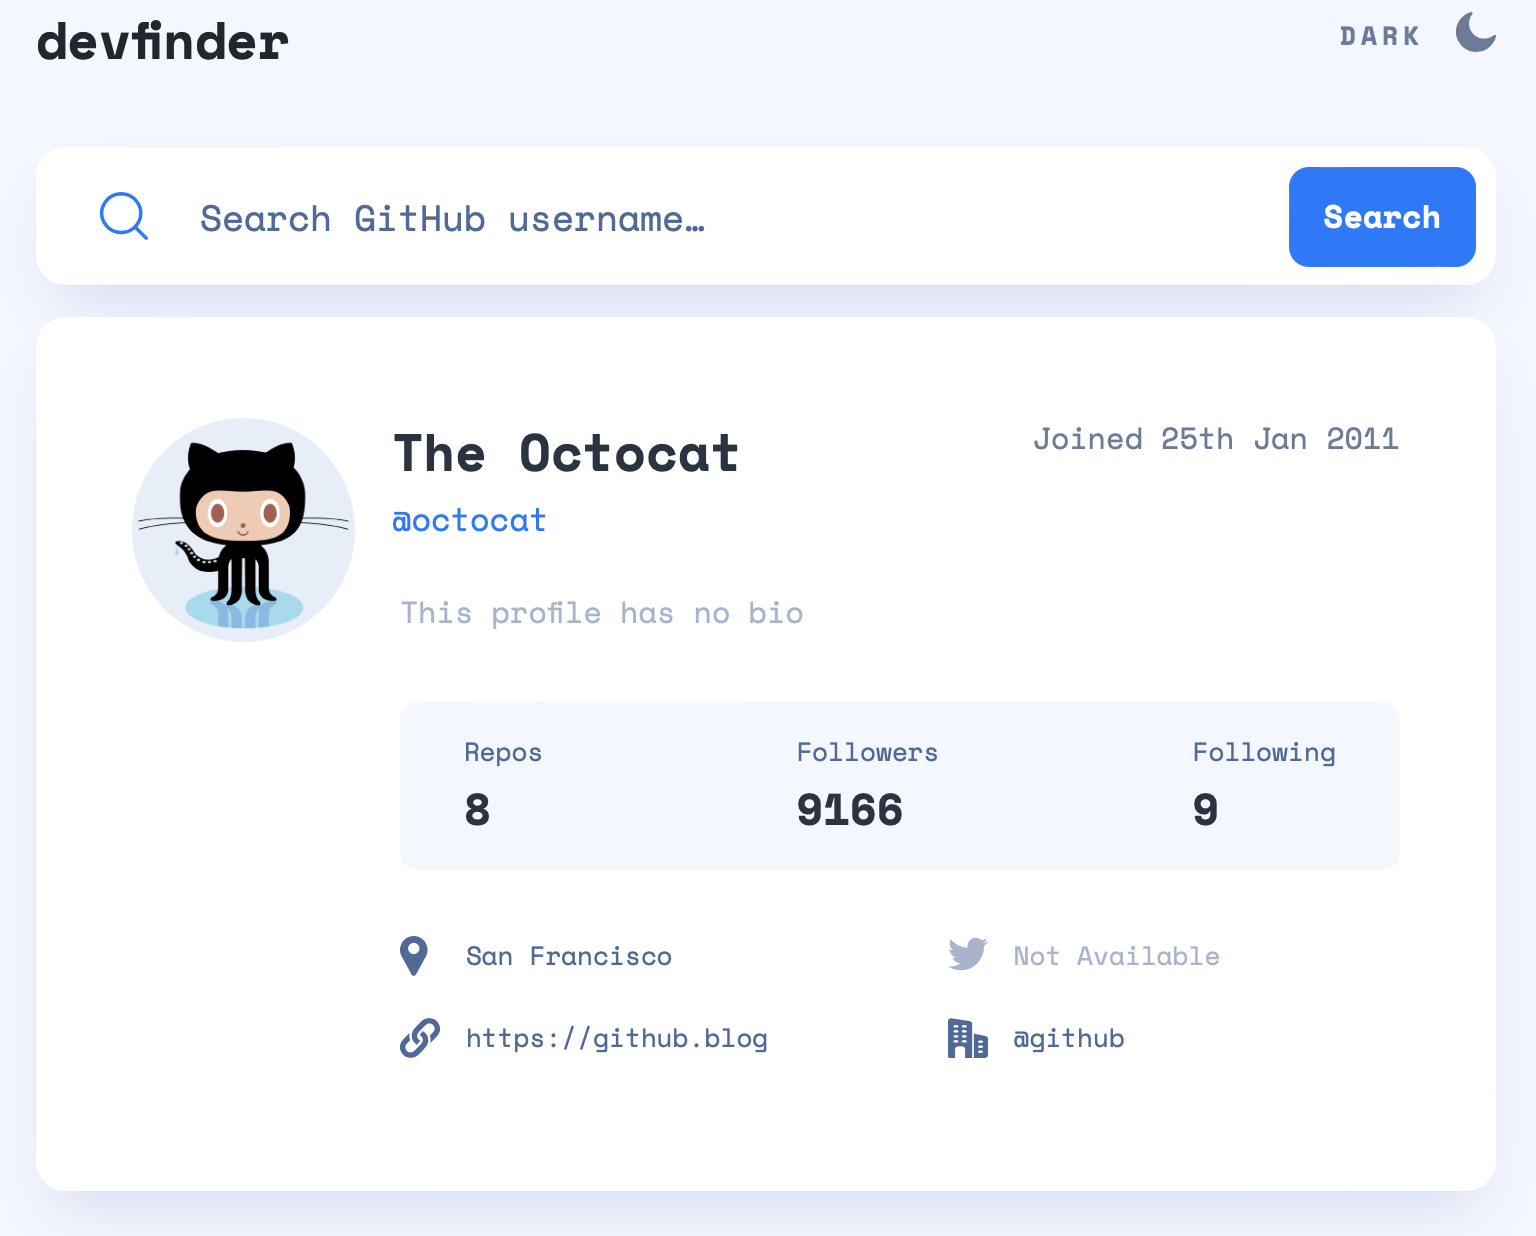 devfinder
DARK
Search GitHub username…
Search
The Octocat
Joined 25th Jan 2011
@octocat
This profile has no bio
Repos
Followers
Following
8
9166
9
San Francisco
Not Available
https://github.blog
@github